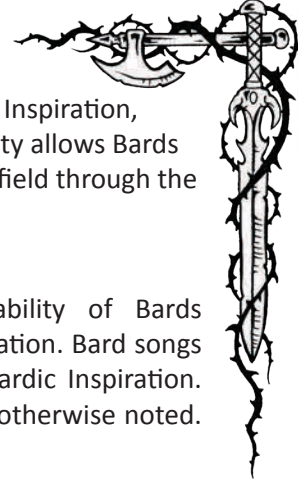 Inspiration,
ty allows Bards
field through the
ability of Bards
ation. Bard songs
ardic Inspiration.
otherwise noted.